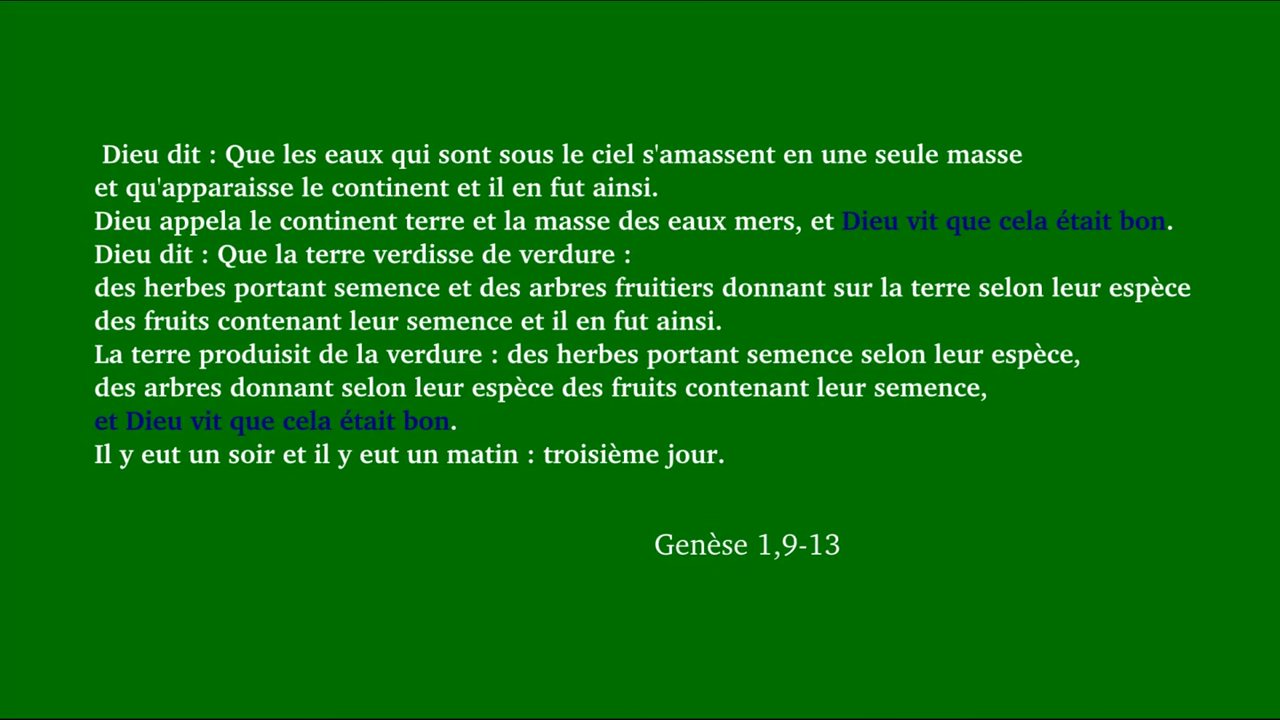 Dieu dit : Que les eaux qui sont sous le ciel s'amassent en une seule masse
et qu'apparaisse le continent et il en fut ainsi.
Dieu appela le continent terre et la masse des eaux mers, et Dieu vit que cela était bon.
Dieu dit : Que la terre verdisse de verdure :
des herbes portant semence et des arbres fruitiers donnant sur la terre selon leur espèce
des fruits contenant leur semence et il en fut ainsi.
La terre produisit de la verdure : des herbes portant semence selon leur espèce,
des arbres donnant selon leur espèce des fruits contenant leur semence,
et Dieu vit que cela était bon.
Il y eut un soir et il y eut un matin : troisième jour.
Genèse 1,9-13